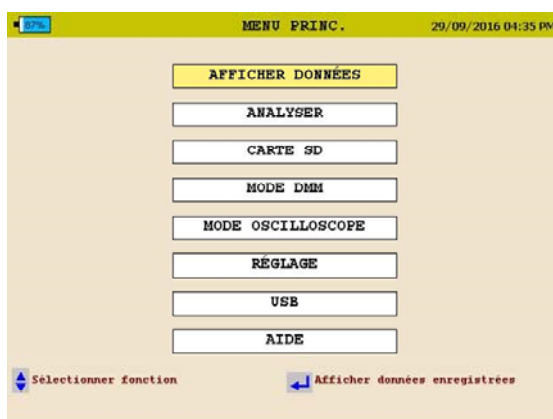 87% MENU PRINC. 29/09/2016 04:35 PM
AFFICHER DONNÉES
ANALYSER
CARTE SD
MODE DMM
MODE OSCILLOSCOPE
RÉGLAGE
USB
AIDE
Sélectionner fonction Afficher données enregistrées